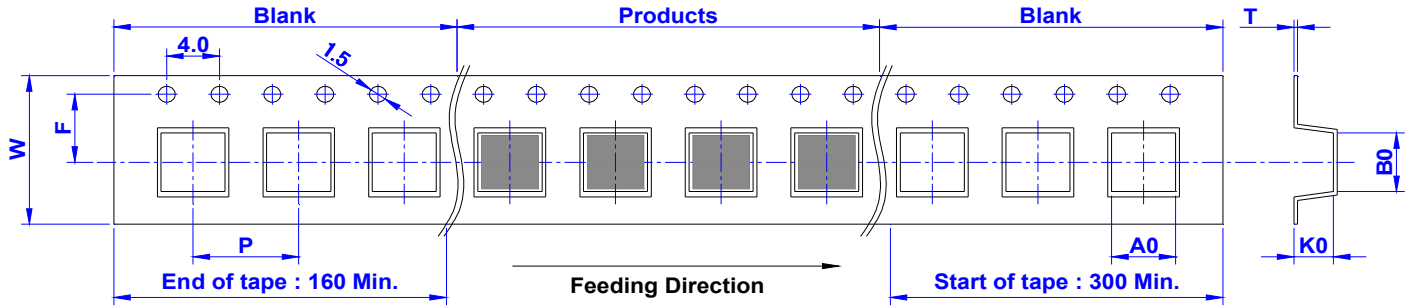 Blank
Products
Blank
T
4.0
1.5
F
W
B0
P
A0
K0
End of tape : 160 Min.
Feeding Direction
Start of tape : 300 Min.